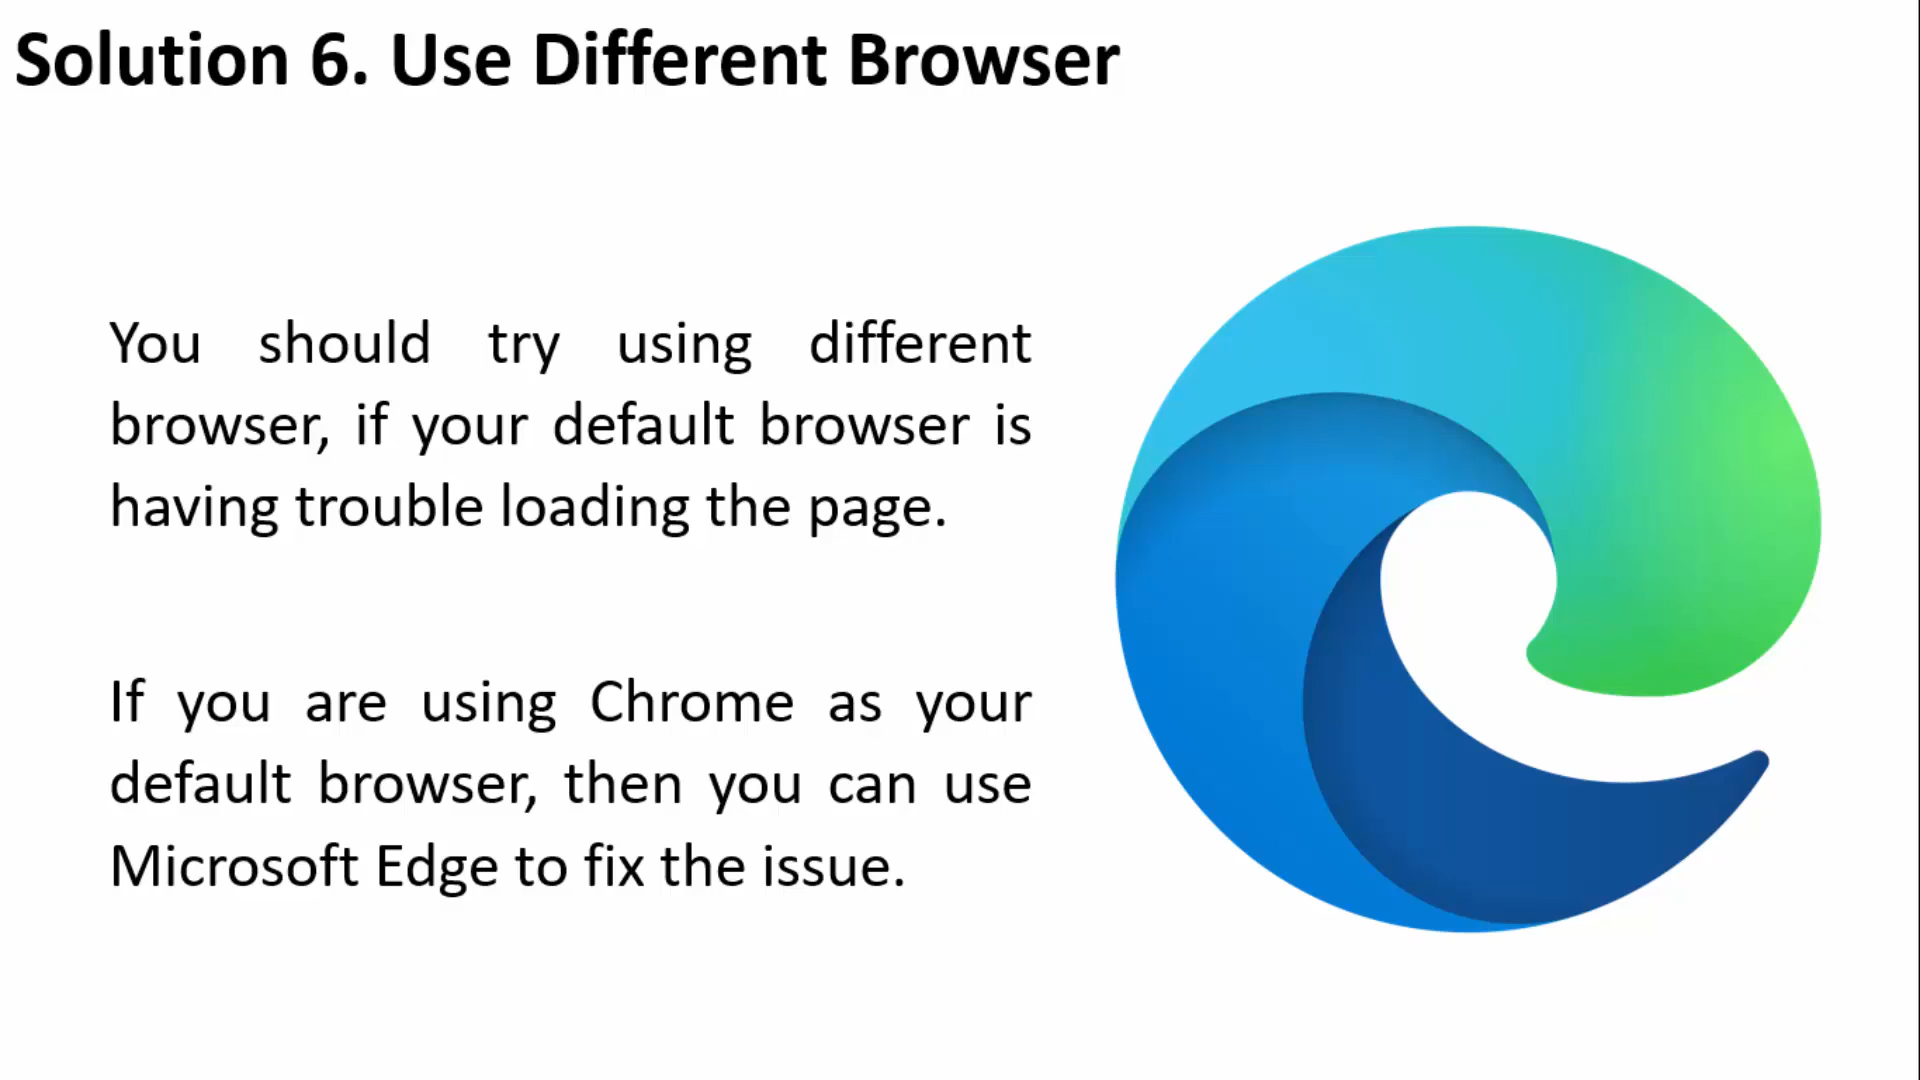 Solution 6. Use Different Browser
You should try using different
browser, if your default browser is
having trouble loading the page.
If you are using Chrome as your
default browser, then you can use
Microsoft Edge to fix the issue.